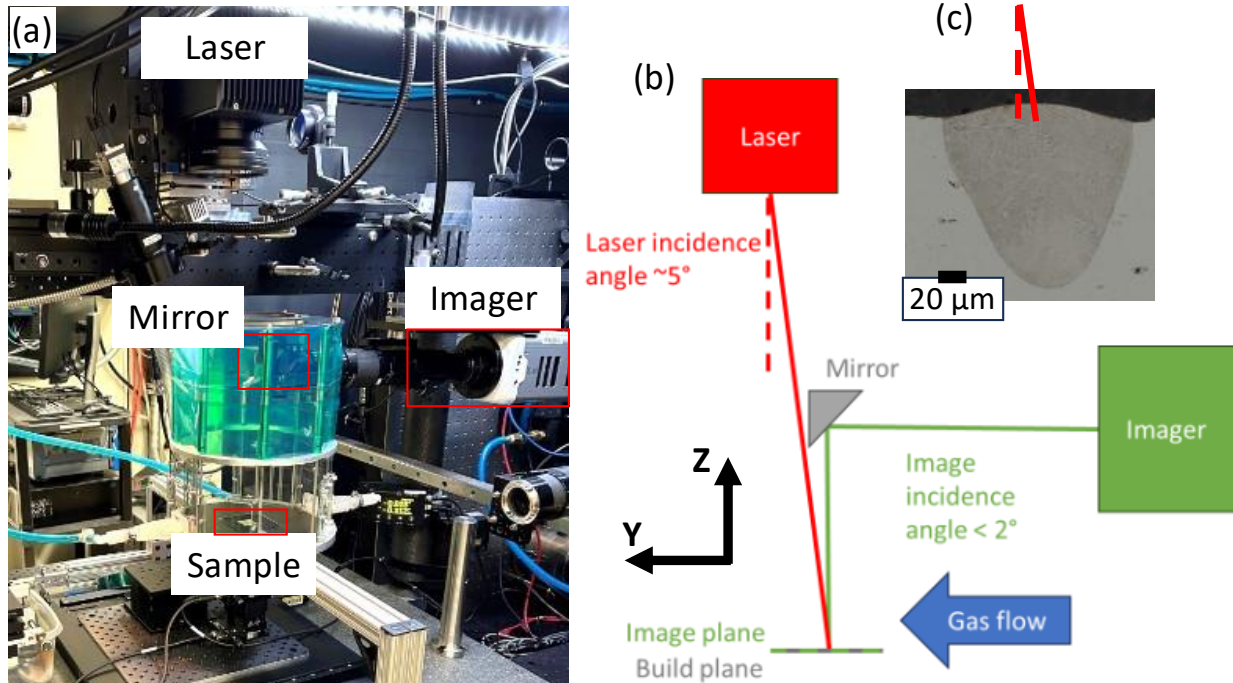 (a)
Laser
Mirror
Imager
Sample
(b)
Laser
Laser incidence
angle ~5°
Mirror
Imager
Image
incidence
angle < 2°
Z
Y
Gas flow
Image plane
Build plane
(c)
20 µm